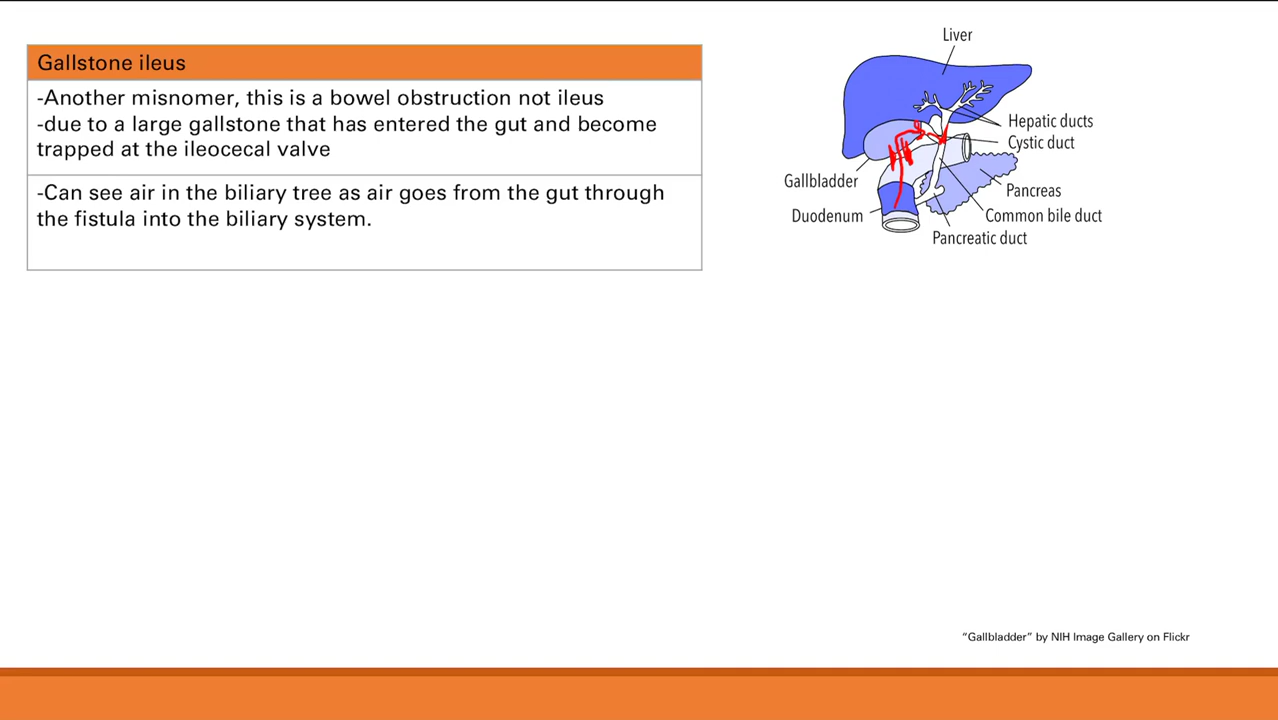 Gallstone ileus
-Another misnomer, this is a bowel obstruction not ileus
-due to a large gallstone that has entered the gut and become
trapped at the ileocecal valve
-Can see air in the biliary tree as air goes from the gut through
the fistula into the biliary system.
Liver
Hepatic ducts
Cystic duct
Gallbladder
Pancreas
Duodenum
Common bile duct
Pancreatic duct
“Gallbladder” by NIH Image Gallery on Flickr